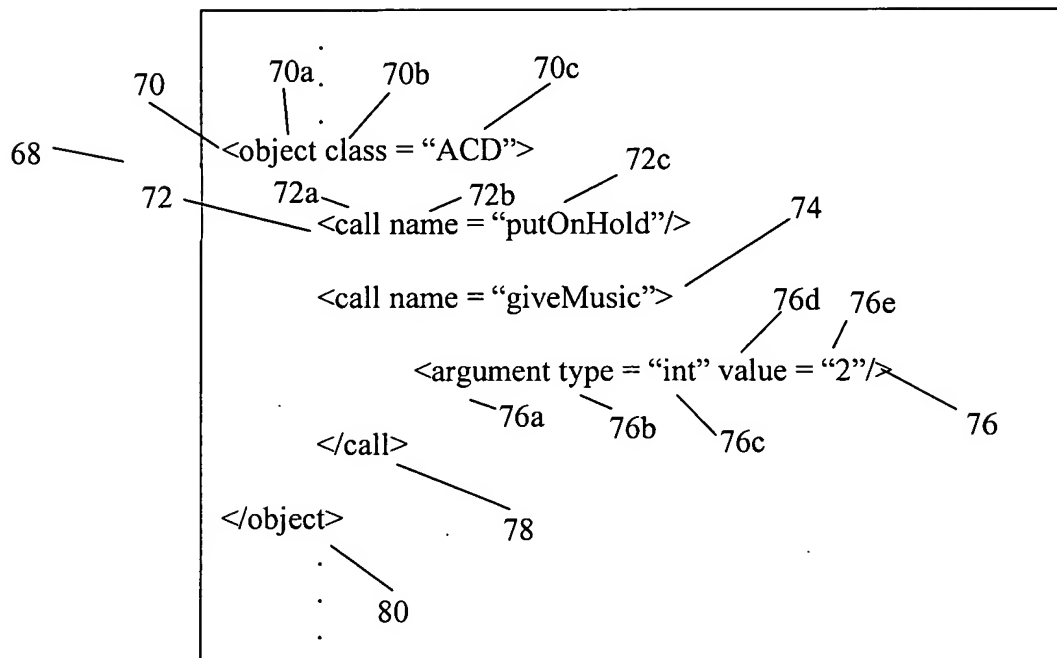 70a 70b 70c
70
<object class = “ACD”>
68
72a 72b 72c
72
<call name = “putOnHold”/>
74
<call name = “giveMusic”>
76d 76e
<argument type = “int” value = “2”/>
76a 76b 76c 76
</call>
78
</object>
80